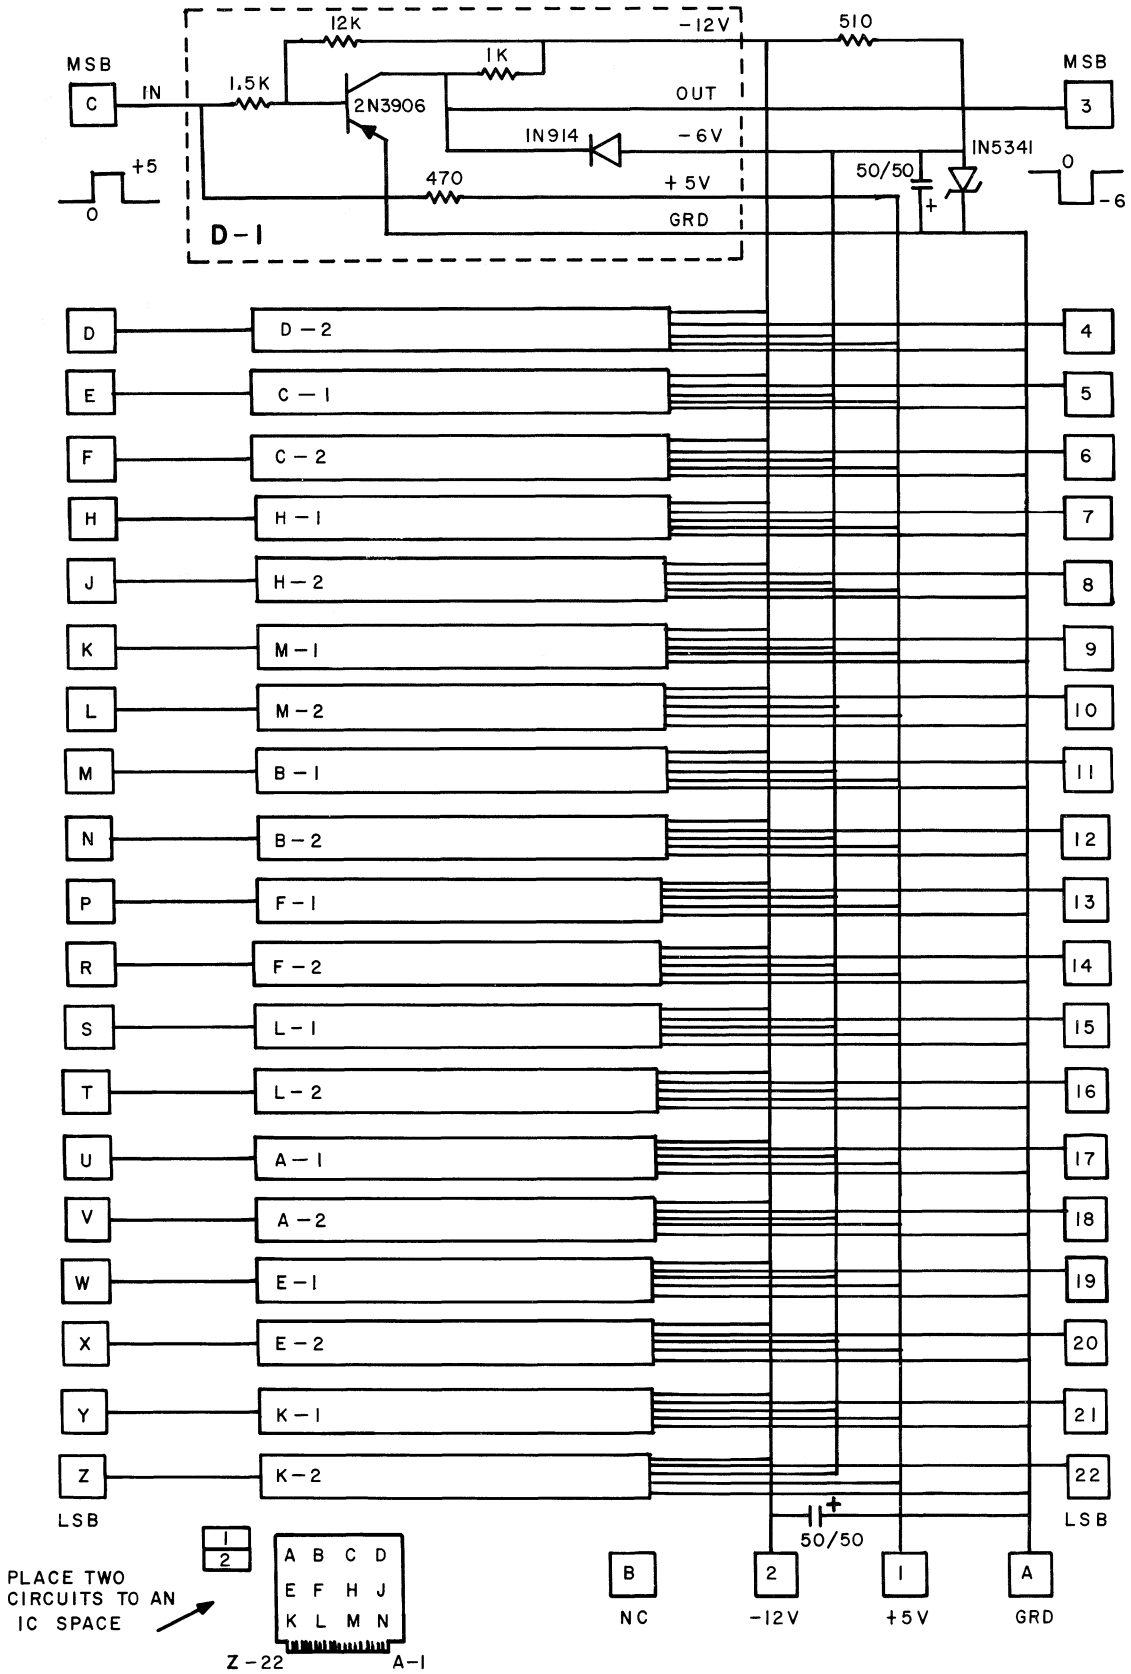 12K
-12V
510
MSB
1K
MSB
C
IN
1.5K
2N3906
OUT
3
IN914
-6V
IN5341
+5
0
470
+5V
50/50
+
0
-6
D-1
GRD
D
D-2
4
E
C-1
5
F
C-2
6
H
H-1
7
J
H-2
8
K
M-1
9
L
M-2
10
M
B-1
11
N
B-2
12
P
F-1
13
R
F-2
14
S
L-1
15
T
L-2
16
U
A-1
17
V
A-2
18
W
E-1
19
X
E-2
20
Y
K-1
21
Z
K-2
22
LSB
+
50/50
LSB
1
2
A B C D
E F H J
K L M N
PLACE TWO
CIRCUITS TO AN
IC SPACE
Z-22
A-1
B
2
1
A
NC
-12V
+5V
GRD